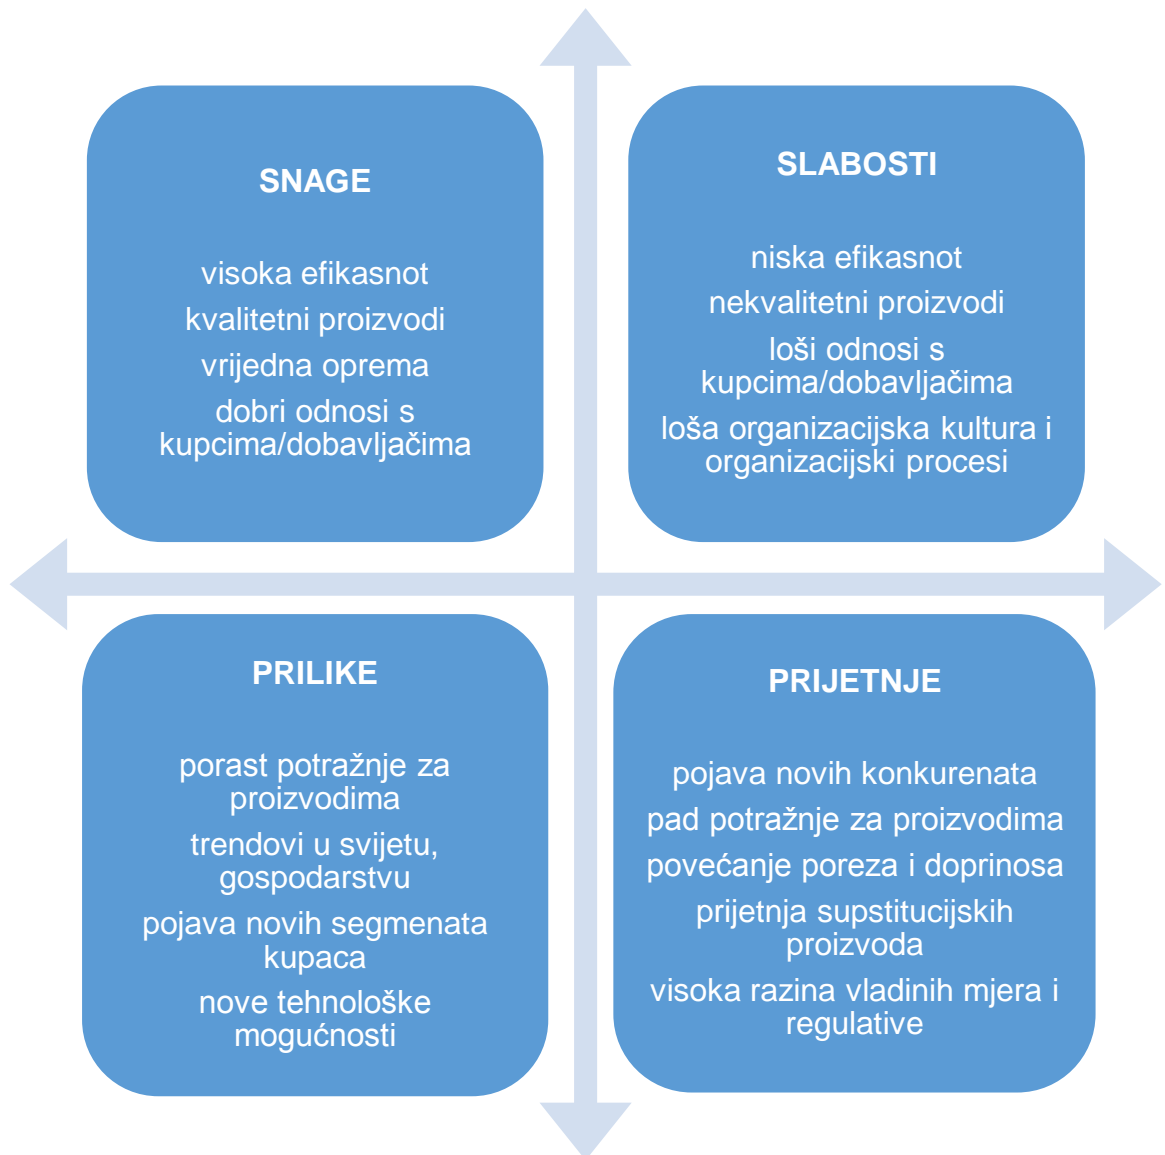 SNAGE
visoka efikasnot
kvalitetni proizvodi
vrijedna oprema
dobri odnosi s
kupcima/dobavljačima
SLABOSTI
niska efikasnot
nekvalitetni proizvodi
loši odnosi s
kupcima/dobavljačima
loša organizacijska kultura i
organizacijski procesi
PRILIKE
porast potražnje za
proizvodima
trendovi u svijetu,
gospodarstvu
pojava novih segmenata
kupaca
nove tehnološke
mogućnosti
PRIJETNJE
pojava novih konkurenata
pad potražnje za proizvodima
povećanje poreza i doprinosa
prijetnja supstitucijskih
proizvoda
visoka razina vladinih mjera i
regulative